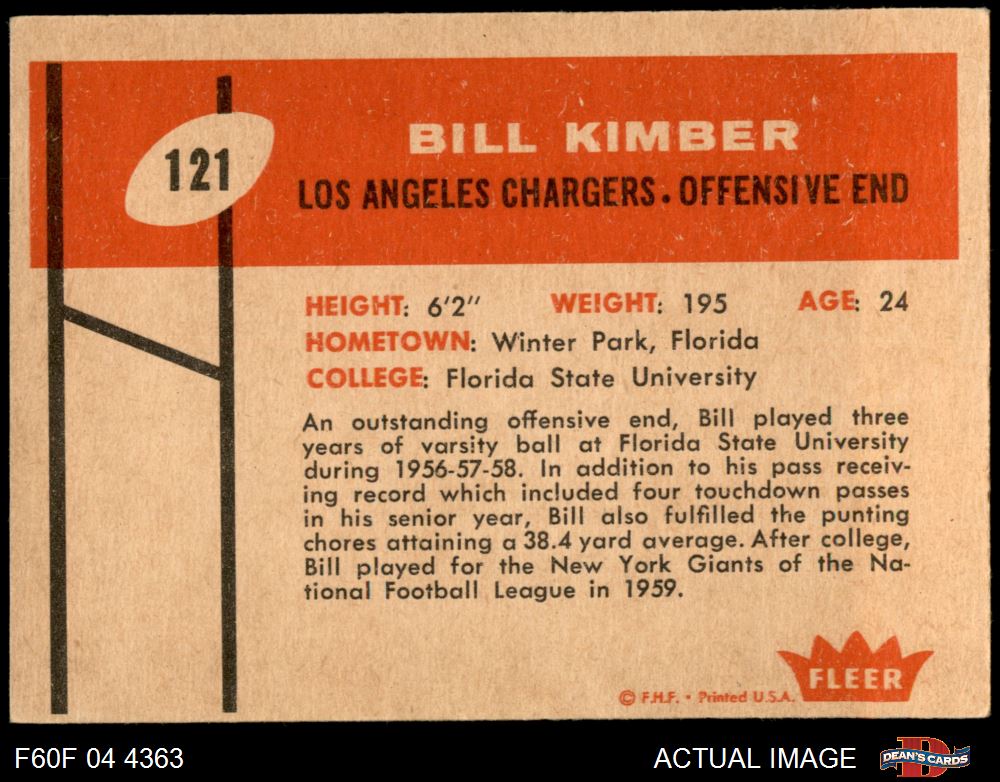 121
BILL KIMBER
LOS ANGELES CHARGERS. OFFENSIVE END
HEIGHT: 6'2" WEIGHT: 195 AGE: 24
HOMETOWN: Winter Park, Florida
COLLEGE: Florida State University
An outstanding offensive end, Bill played three
years of varsity ball at Florida State University
during 1956-57-58. In addition to his pass receiv-
ing record which included four touchdown passes
in his senior year, Bill also fulfilled the punting
chores attaining a 38.4 yard average. After college,
Bill played for the New York Giants of the Na-
tional Football League in 1959.
FLEER
© F.H.F. • Printed U.S.A.
F60F 04 4363 ACTUAL IMAGE
D
DEAN'S CARDS